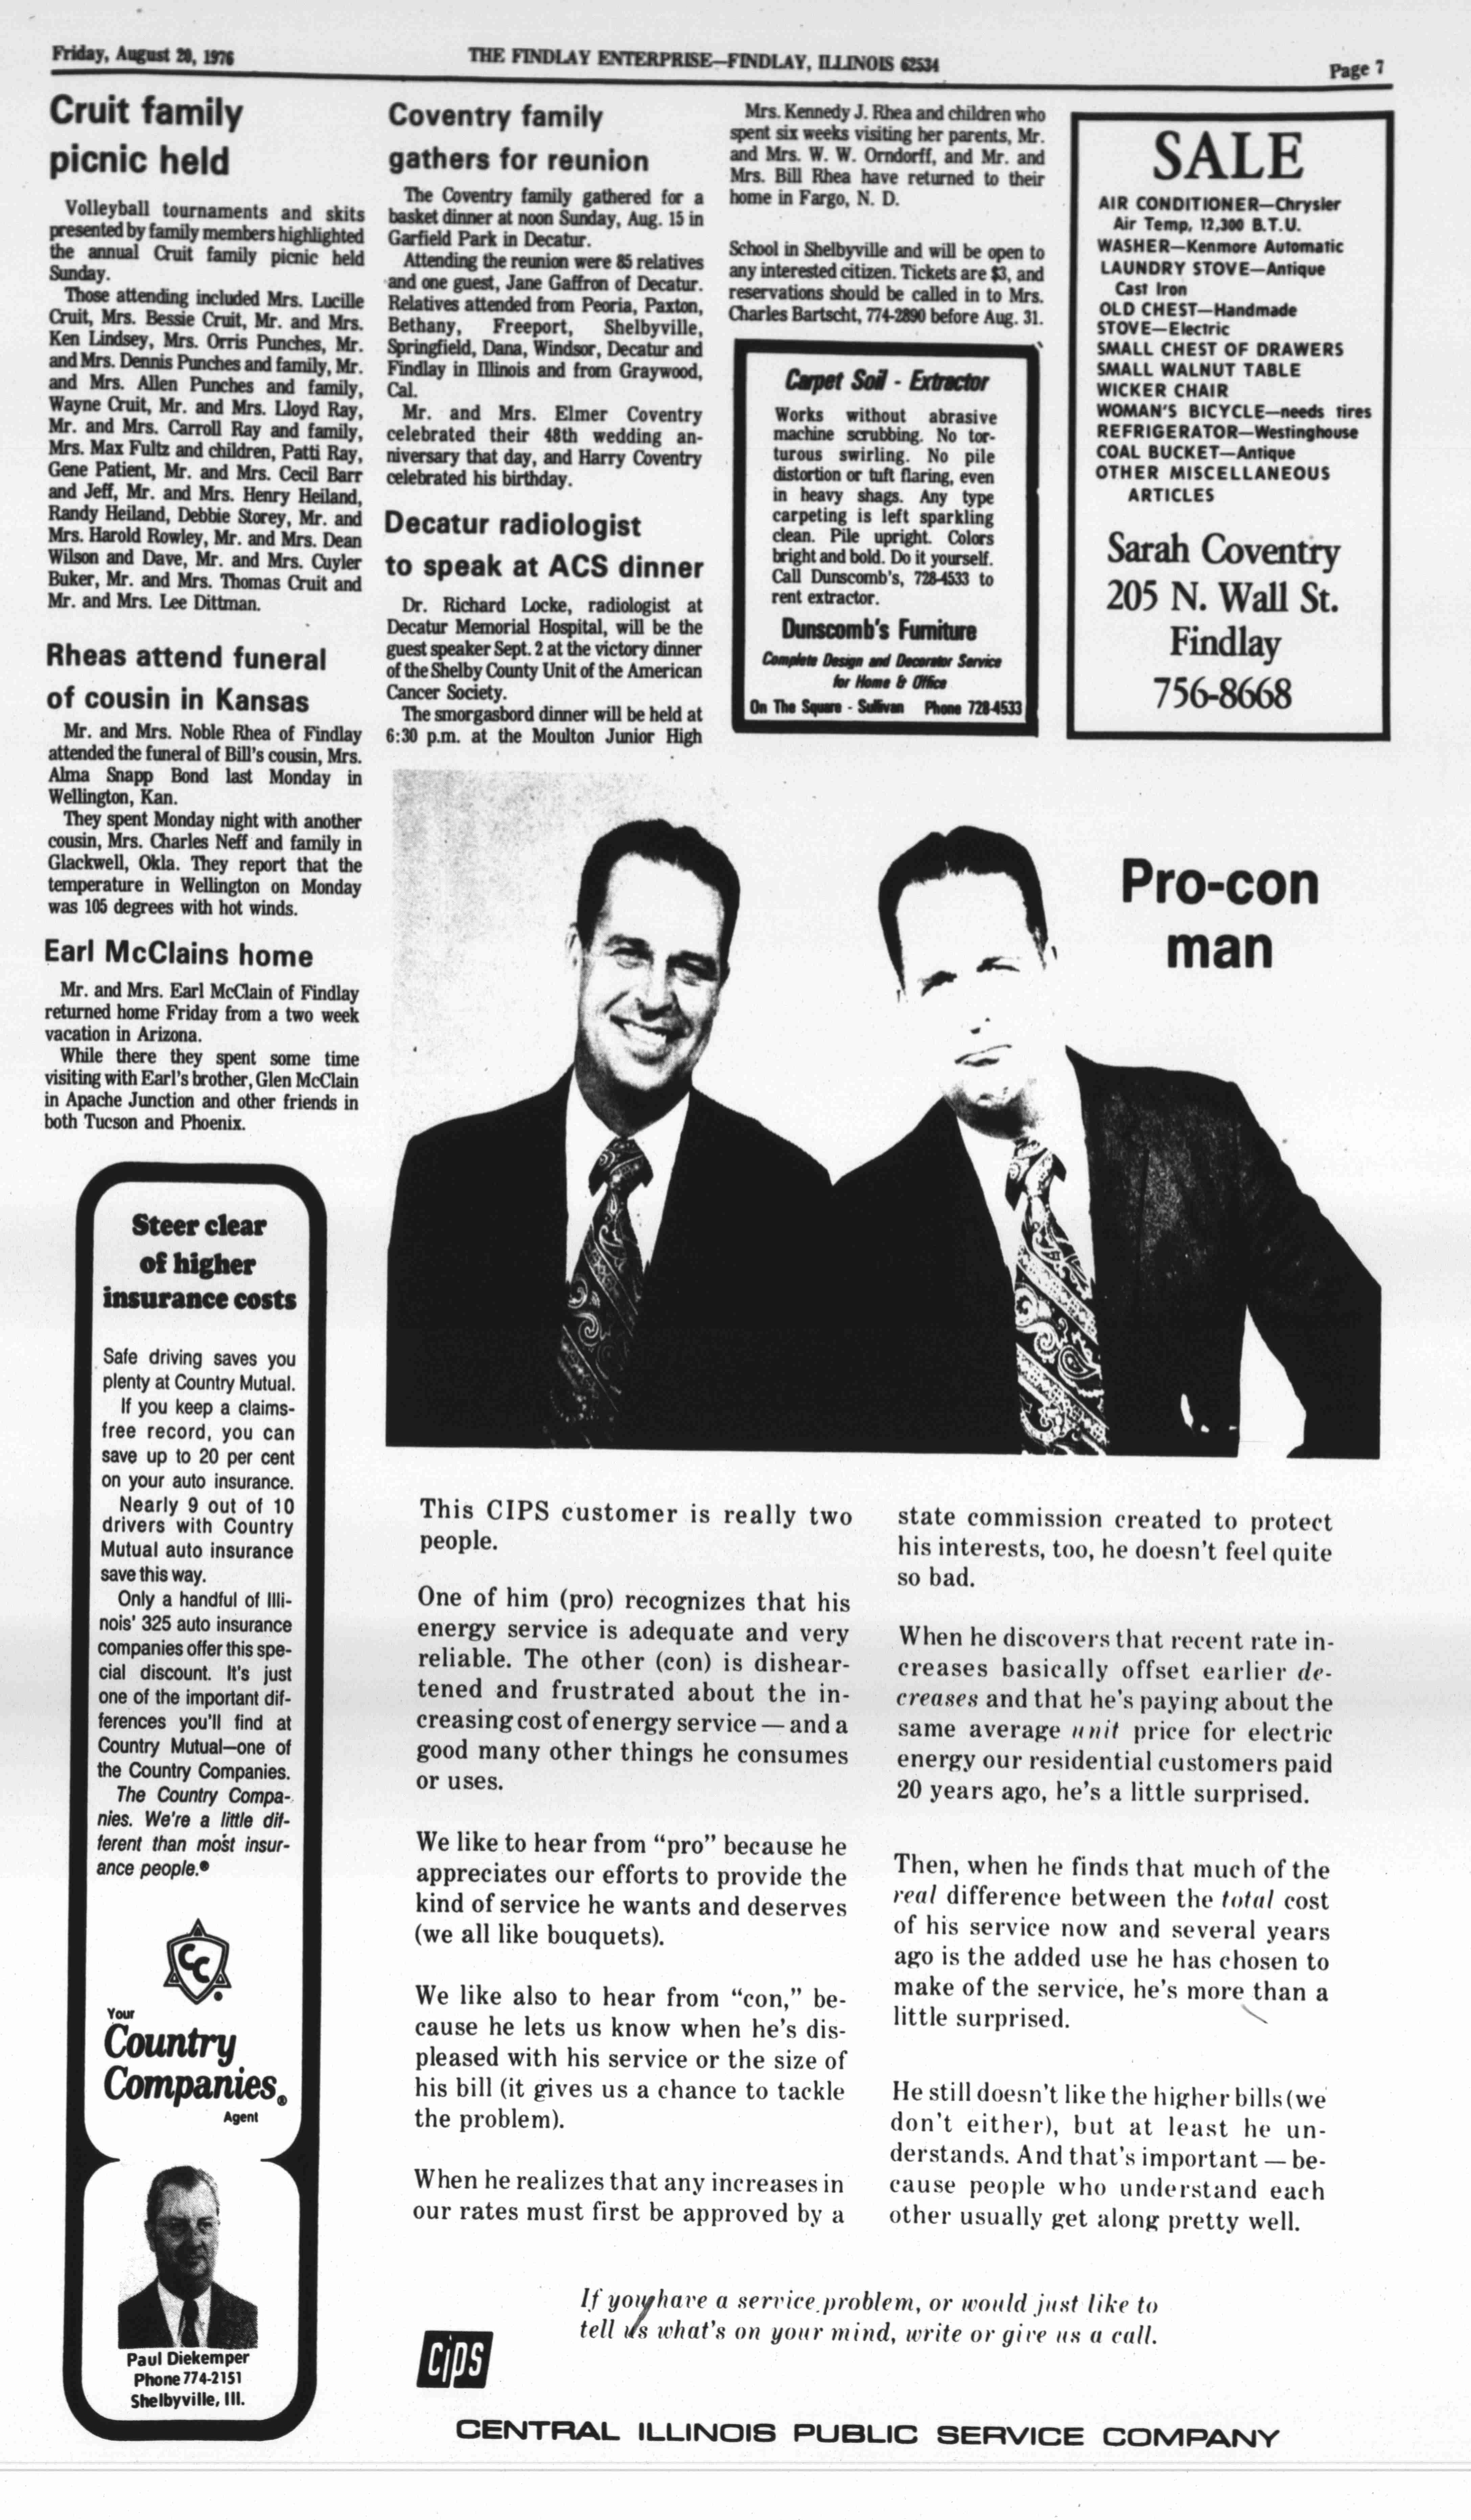 Friday, August 20, 1976
THE FINDLAY ENTERPRISE—FINDLAY, ILLINOIS 62534
Page 7
Cruit family
picnic held
Volleyball tournaments and skits
presented by family members highlighted
the annual Cruit family picnic held
Sunday.
Those attending included Mrs. Lucille
Cruit, Mrs. Bessie Cruit, Mr. and Mrs.
Ken Lindsey, Mrs. Orris Punches, Mr.
and Mrs. Dennis Punches and family, Mr.
and Mrs. Allen Punches and family,
Wayne Cruit, Mr. and Mrs. Lloyd Ray,
Mr. and Mrs. Carroll Ray and family,
Mrs. Max Fultz and children, Patti Ray,
Gene Patient, Mr. and Mrs. Cecil Barr
and Jeff, Mr. and Mrs. Henry Heiland,
Randy Heiland, Debbie Storey, Mr. and
Mrs. Harold Rowley, Mr. and Mrs. Dean
Wilson and Dave, Mr. and Mrs. Cuyler
Buker, Mr. and Mrs. Thomas Cruit and
Mr. and Mrs. Lee Dittman.
Rheas attend funeral
of cousin in Kansas
Mr. and Mrs. Noble Rhea of Findlay
attended the funeral of Bill's cousin, Mrs.
Alma Snapp Bond last Monday in
Wellington, Kan.
They spent Monday night with another
cousin, Mrs. Charles Neff and family in
Glackwell, Okla. They report that the
temperature in Wellington on Monday
was 105 degrees with hot winds.
Earl McClains home
Mr. and Mrs. Earl McClain of Findlay
returned home Friday from a two week
vacation in Arizona.
While there they spent some time
visiting with Earl's brother, Glen McClain
in Apache Junction and other friends in
both Tucson and Phoenix.
Steer clear
of higher
insurance costs
Safe driving saves you
plenty at Country Mutual.
If you keep a claims-
free record, you can
save up to 20 per cent
on your auto insurance.
Nearly 9 out of 10
drivers with Country
Mutual auto insurance
save this way.
Only a handful of Illi-
nois' 325 auto insurance
companies offer this spe-
cial discount. It's just
one of the important dif-
ferences you'll find at
Country Mutual—one of
the Country Companies.
The Country Compa-
nies. We're a little dif-
ferent than most insur-
ance people.®
CC
Your
Country
Companies®
Agent
Paul Diekemper
Phone 774-2151
Shelbyville, Ill.
Coventry family
gathers for reunion
The Coventry family gathered for a
basket dinner at noon Sunday, Aug. 15 in
Garfield Park in Decatur.
Attending the reunion were 85 relatives
and one guest, Jane Gaffron of Decatur.
Relatives attended from Peoria, Paxton,
Bethany, Freeport, Shelbyville,
Springfield, Dana, Windsor, Decatur and
Findlay in Illinois and from Graywood,
Cal.
Mr. and Mrs. Elmer Coventry
celebrated their 48th wedding an-
niversary that day, and Harry Coventry
celebrated his birthday.
Decatur radiologist
to speak at ACS dinner
Dr. Richard Locke, radiologist at
Decatur Memorial Hospital, will be the
guest speaker Sept. 2 at the victory dinner
of the Shelby County Unit of the American
Cancer Society.
The smorgasbord dinner will be held at
6:30 p.m. at the Moulton Junior High
Mrs. Kennedy J. Rhea and children who
spent six weeks visiting her parents, Mr.
and Mrs. W. W. Orndorff, and Mr. and
Mrs. Bill Rhea have returned to their
home in Fargo, N. D.
School in Shelbyville and will be open to
any interested citizen. Tickets are $3, and
reservations should be called in to Mrs.
Charles Bartscht, 774-2890 before Aug. 31.
Carpet Soil - Extractor
Works without abrasive
machine scrubbing. No tor-
turous swirling. No pile
distortion or tuft flaring, even
in heavy shags. Any type
carpeting is left sparkling
clean. Pile upright. Colors
bright and bold. Do it yourself.
Call Dunscomb's, 728-4533 to
rent extractor.
Dunscomb's Furniture
Complete Design and Decorator Service
for Home & Office
On The Square - Sullivan Phone 728-4533
SALE
AIR CONDITIONER—Chrysler
Air Temp, 12,300 B.T.U.
WASHER—Kenmore Automatic
LAUNDRY STOVE—Antique
Cast Iron
OLD CHEST—Handmade
STOVE—Electric
SMALL CHEST OF DRAWERS
SMALL WALNUT TABLE
WICKER CHAIR
WOMAN'S BICYCLE—needs tires
REFRIGERATOR—Westinghouse
COAL BUCKET—Antique
OTHER MISCELLANEOUS
ARTICLES
Sarah Coventry
205 N. Wall St.
Findlay
756-8668
Pro-con
man
This CIPS customer is really two
people.
One of him (pro) recognizes that his
energy service is adequate and very
reliable. The other (con) is dishear-
tened and frustrated about the in-
creasing cost of energy service — and a
good many other things he consumes
or uses.
We like to hear from “pro” because he
appreciates our efforts to provide the
kind of service he wants and deserves
(we all like bouquets).
We like also to hear from “con,” be-
cause he lets us know when he's dis-
pleased with his service or the size of
his bill (it gives us a chance to tackle
the problem).
When he realizes that any increases in
our rates must first be approved by a
state commission created to protect
his interests, too, he doesn't feel quite
so bad.
When he discovers that recent rate in-
creases basically offset earlier de-
creases and that he's paying about the
same average unit price for electric
energy our residential customers paid
20 years ago, he's a little surprised.
Then, when he finds that much of the
real difference between the total cost
of his service now and several years
ago is the added use he has chosen to
make of the service, he's more than a
little surprised.
He still doesn't like the higher bills (we
don't either), but at least he un-
derstands. And that's important — be-
cause people who understand each
other usually get along pretty well.
If you have a service problem, or would just like to
tell us what's on your mind, write or give us a call.
cips
CENTRAL ILLINOIS PUBLIC SERVICE COMPANY